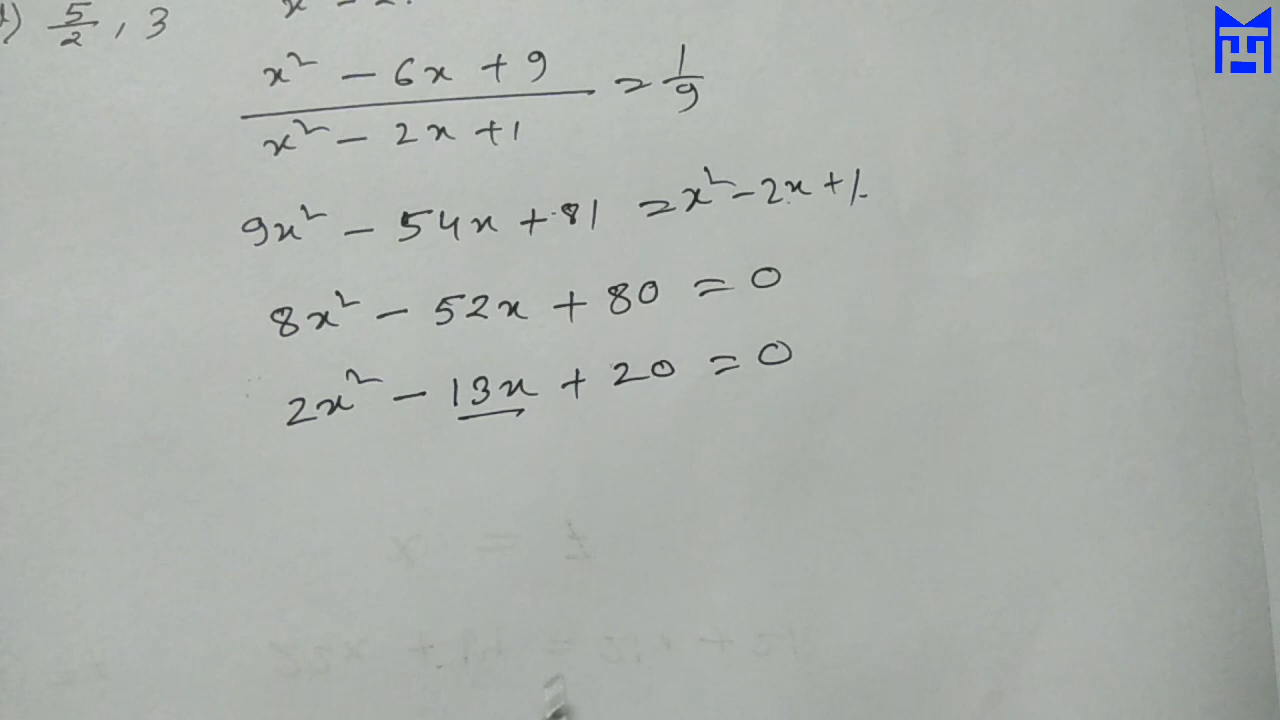 5/2 , 3
(x² - 6x + 9)/(x² - 2x + 1) = 1/9
9x² - 54x + 81 = x² - 2x + 1
8x² - 52x + 80 = 0
2x² - 13x + 20 = 0